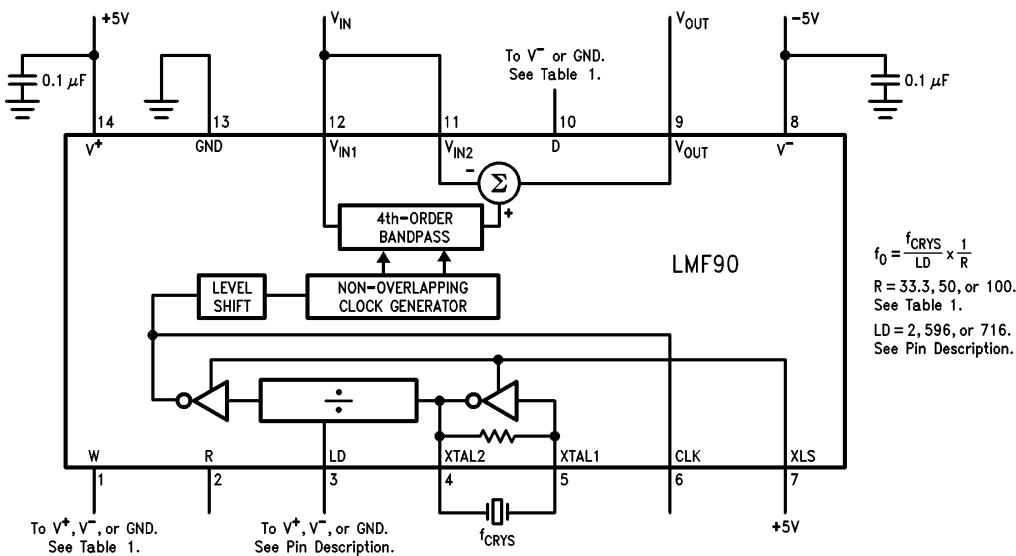 +5V
V_IN
V_OUT
-5V
To V⁻ or GND.
See Table 1.
0.1 µF
0.1 µF
14
13
12
11
10
9
8
V⁺
GND
V_IN1
V_IN2
D
V_OUT
V⁻
-
Σ
+
4th-ORDER
BANDPASS
LMF90
f₀ = f_CRYS/LD × 1/R
R = 33.3, 50, or 100.
See Table 1.
LD = 2, 596, or 716.
See Pin Description.
LEVEL
SHIFT
NON-OVERLAPPING
CLOCK GENERATOR
÷
W
R
LD
XTAL2
XTAL1
CLK
XLS
1
2
3
4
5
6
7
To V⁺, V⁻, or GND.
See Table 1.
To V⁺, V⁻, or GND.
See Pin Description.
f_CRYS
+5V